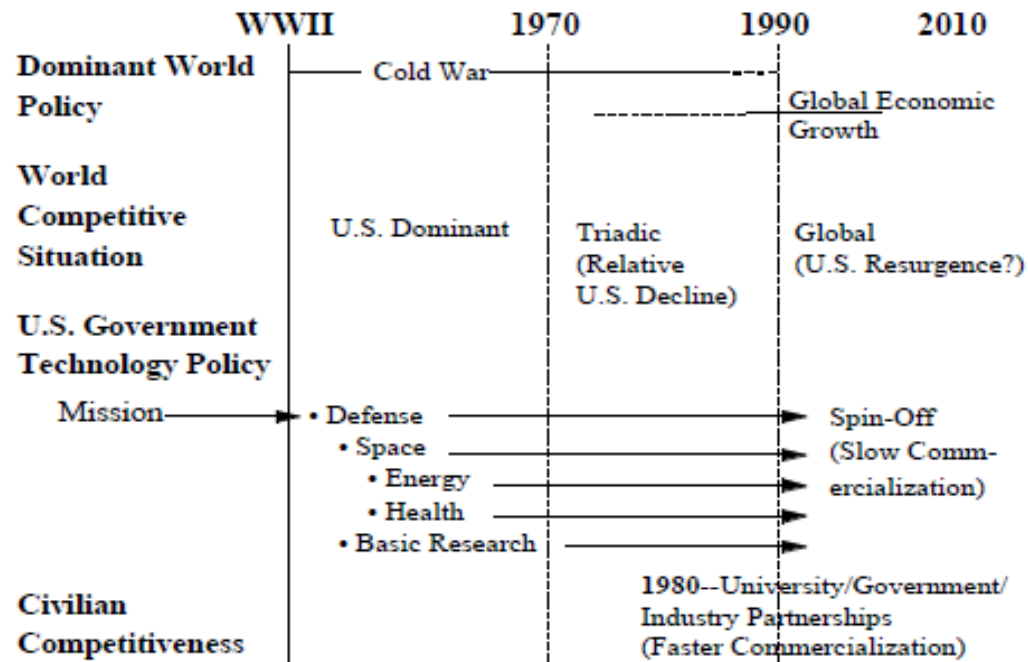 WWII 1970 1990 2010
Dominant World
Policy
Cold War
Global Economic
Growth
World
Competitive
Situation
U.S. Dominant
Triadic
(Relative
U.S. Decline)
Global
(U.S. Resurgence?)
U.S. Government
Technology Policy
Mission
• Defense
• Space
• Energy
• Health
• Basic Research
Spin-Off
(Slow Comm-
ercialization)
Civilian
Competitiveness
1980--University/Government/
Industry Partnerships
(Faster Commercialization)